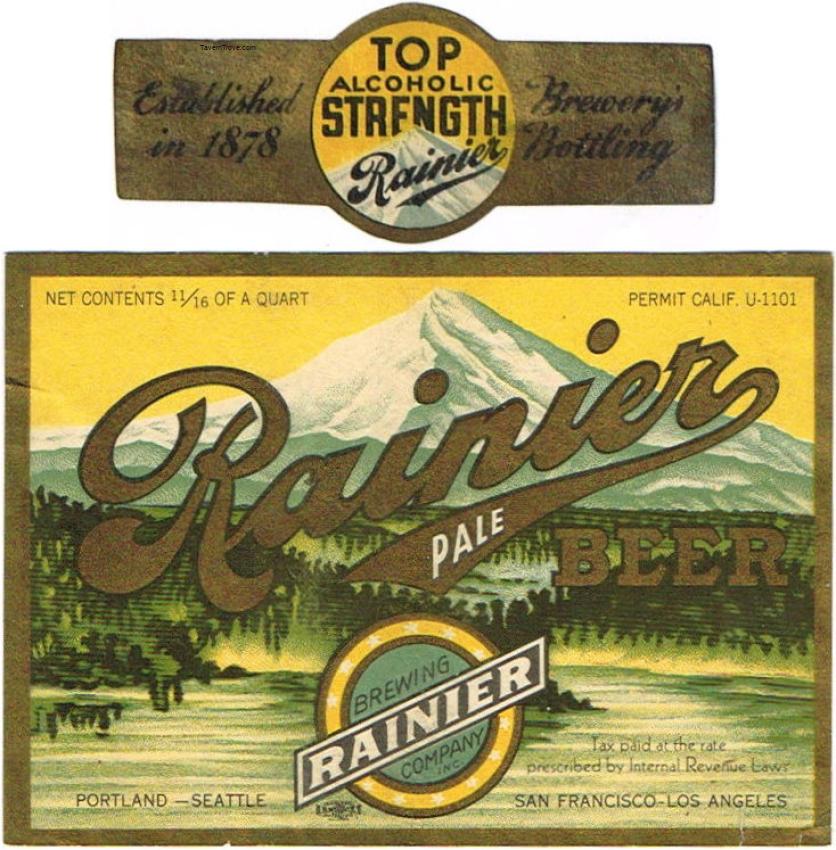 TavernTrove.com
Established
in 1878
TOP
ALCOHOLIC
STRENGTH
Rainier
Brewery's
Bottling
NET CONTENTS 11/16 OF A QUART
PERMIT CALIF. U-1101
Rainier
PALE
BEER
BREWING
RAINIER
COMPANY
INC.
Tax paid at the rate
prescribed by Internal Revenue Laws
PORTLAND — SEATTLE
SAN FRANCISCO-LOS ANGELES